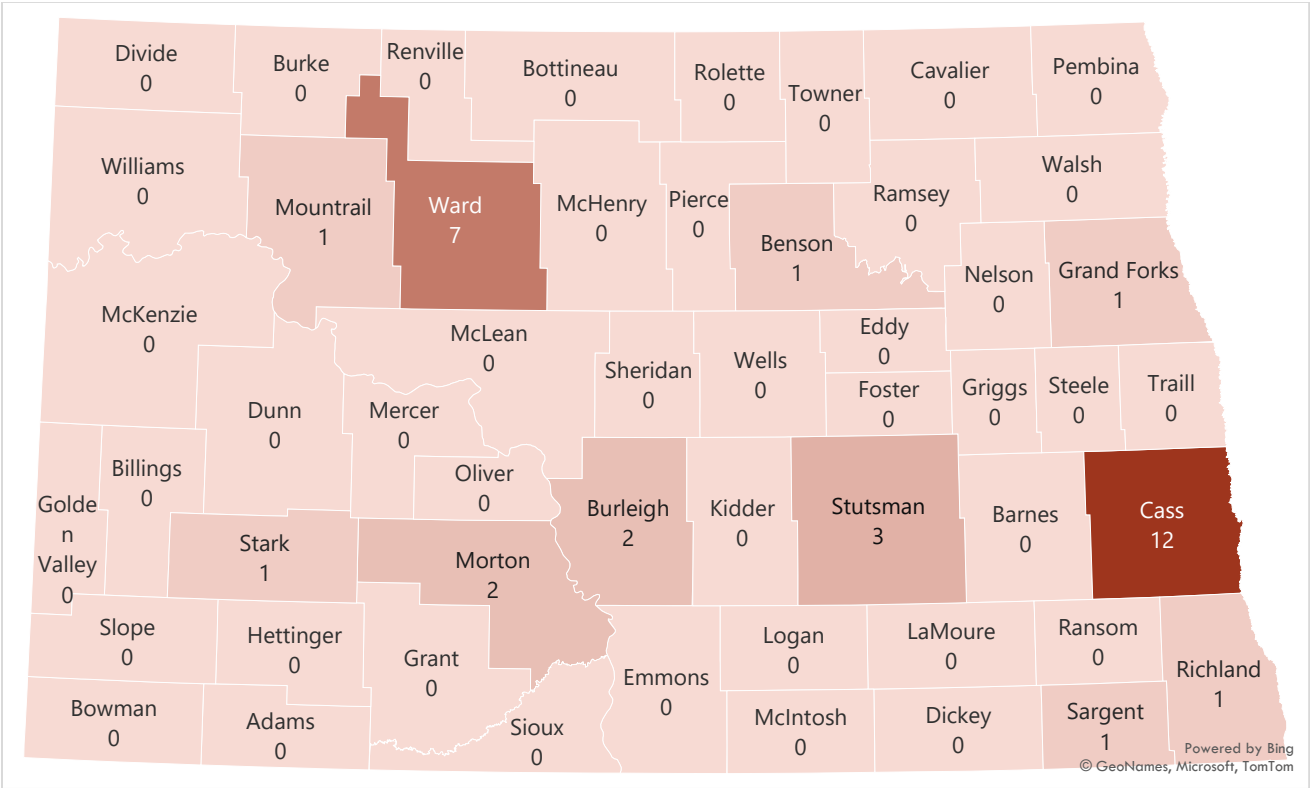 Divide
0
Burke
0
Renville
0
Bottineau
0
Rolette
0
Towner
0
Cavalier
0
Pembina
0
Williams
0
Mountrail
1
Ward
7
McHenry
0
Pierce
0
Benson
1
Ramsey
0
Walsh
0
Nelson
0
Grand Forks
1
McKenzie
0
McLean
0
Sheridan
0
Wells
0
Eddy
0
Foster
0
Griggs
0
Steele
0
Traill
0
Dunn
0
Mercer
0
Oliver
0
Billings
0
Golde
n
Valley
0
Stark
1
Morton
2
Burleigh
2
Kidder
0
Stutsman
3
Barnes
0
Cass
12
Slope
0
Hettinger
0
Grant
0
Emmons
0
Logan
0
LaMoure
0
Ransom
0
Richland
1
Bowman
0
Adams
0
Sioux
0
McIntosh
0
Dickey
0
Sargent
1
Powered by Bing
© GeoNames, Microsoft, TomTom